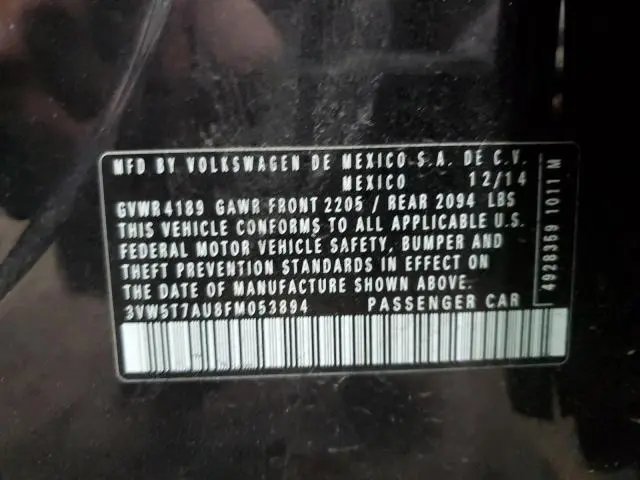 MFD BY VOLKSWAGEN DE MEXICO S.A. DE C.V.
MEXICO 12/14
GVWR 4189 GAWR FRONT 2205 / REAR 2094 LBS
THIS VEHICLE CONFORMS TO ALL APPLICABLE U.S.
FEDERAL MOTOR VEHICLE SAFETY, BUMPER AND
THEFT PREVENTION STANDARDS IN EFFECT ON
THE DATE OF MANUFACTURE SHOWN ABOVE.
3VW5T7AU8FM053894 PASSENGER CAR
4928359 1011 M